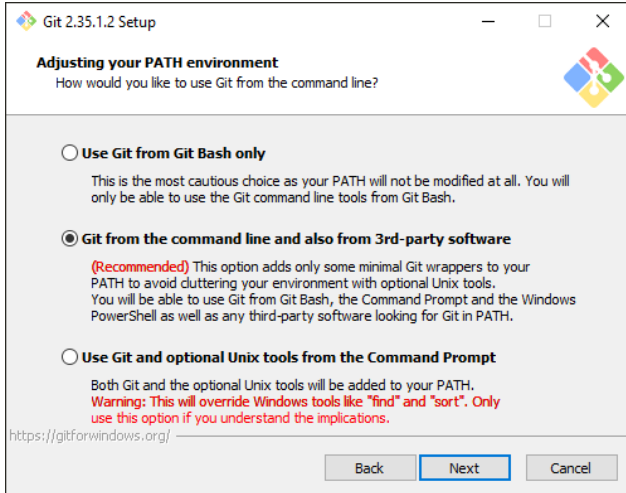 Git 2.35.1.2 Setup
Adjusting your PATH environment
How would you like to use Git from the command line?
Use Git from Git Bash only
This is the most cautious choice as your PATH will not be modified at all. You will
only be able to use the Git command line tools from Git Bash.
Git from the command line and also from 3rd-party software
(Recommended) This option adds only some minimal Git wrappers to your
PATH to avoid cluttering your environment with optional Unix tools.
You will be able to use Git from Git Bash, the Command Prompt and the Windows
PowerShell as well as any third-party software looking for Git in PATH.
Use Git and optional Unix tools from the Command Prompt
Both Git and the optional Unix tools will be added to your PATH.
Warning: This will override Windows tools like "find" and "sort". Only
use this option if you understand the implications.
https://gitforwindows.org/
Back Next Cancel